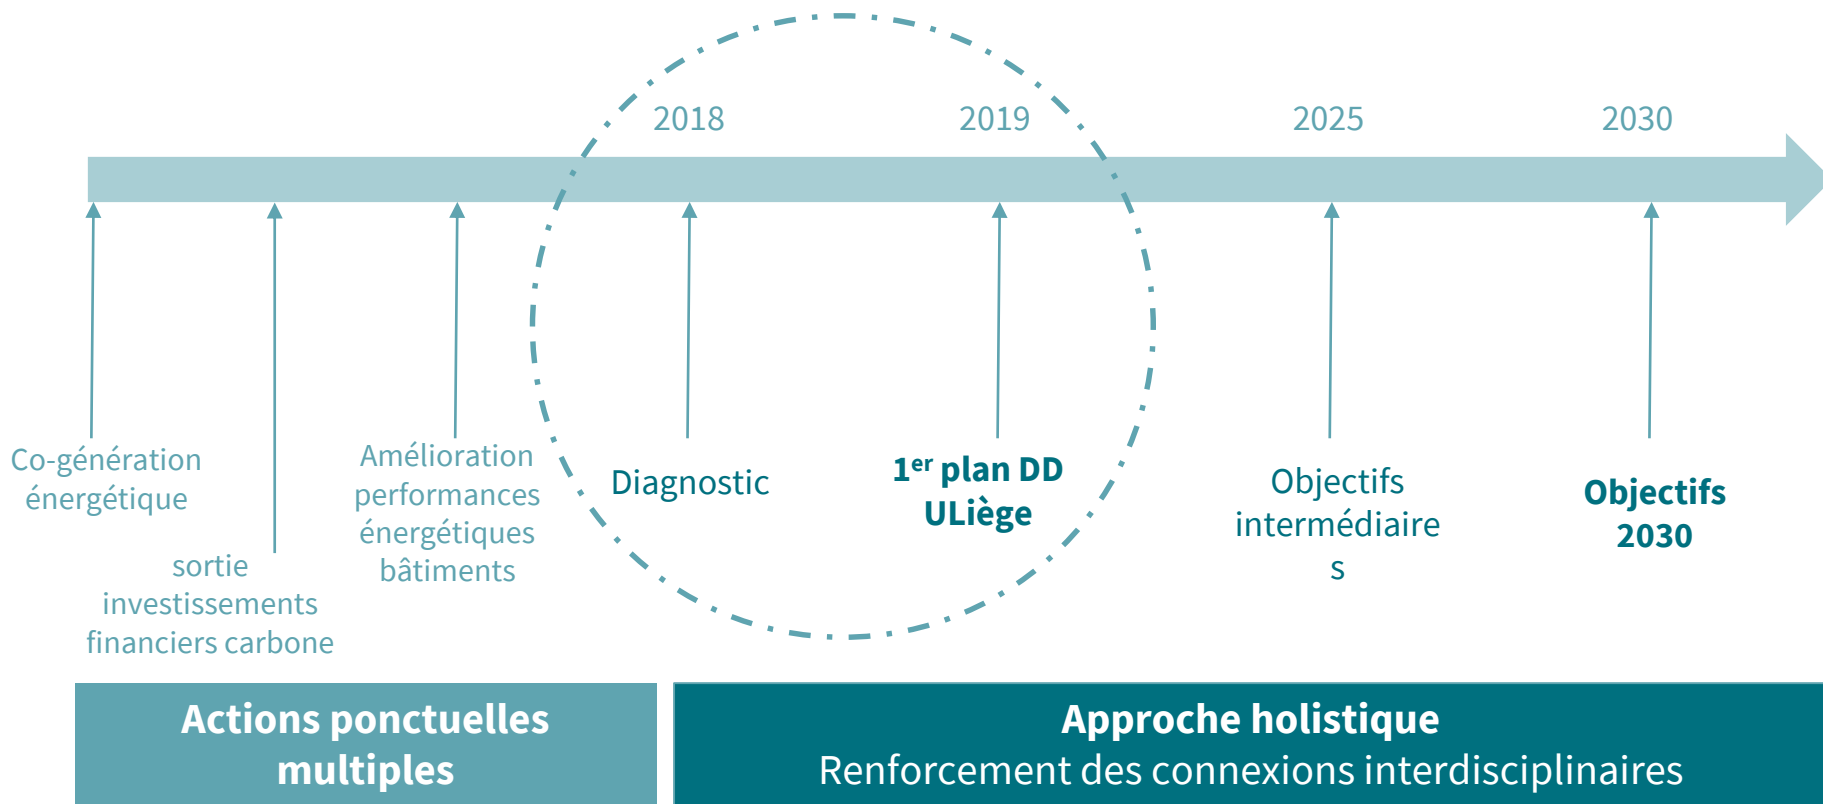 2018
2019
2025
2030
Co-génération
énergétique
sortie
investissements
financiers carbone
Amélioration
performances
énergétiques
bâtiments
Diagnostic
1er plan DD
ULiège
Objectifs
intermédiaire
s
Objectifs
2030
Actions ponctuelles
multiples
Approche holistique
Renforcement des connexions interdisciplinaires